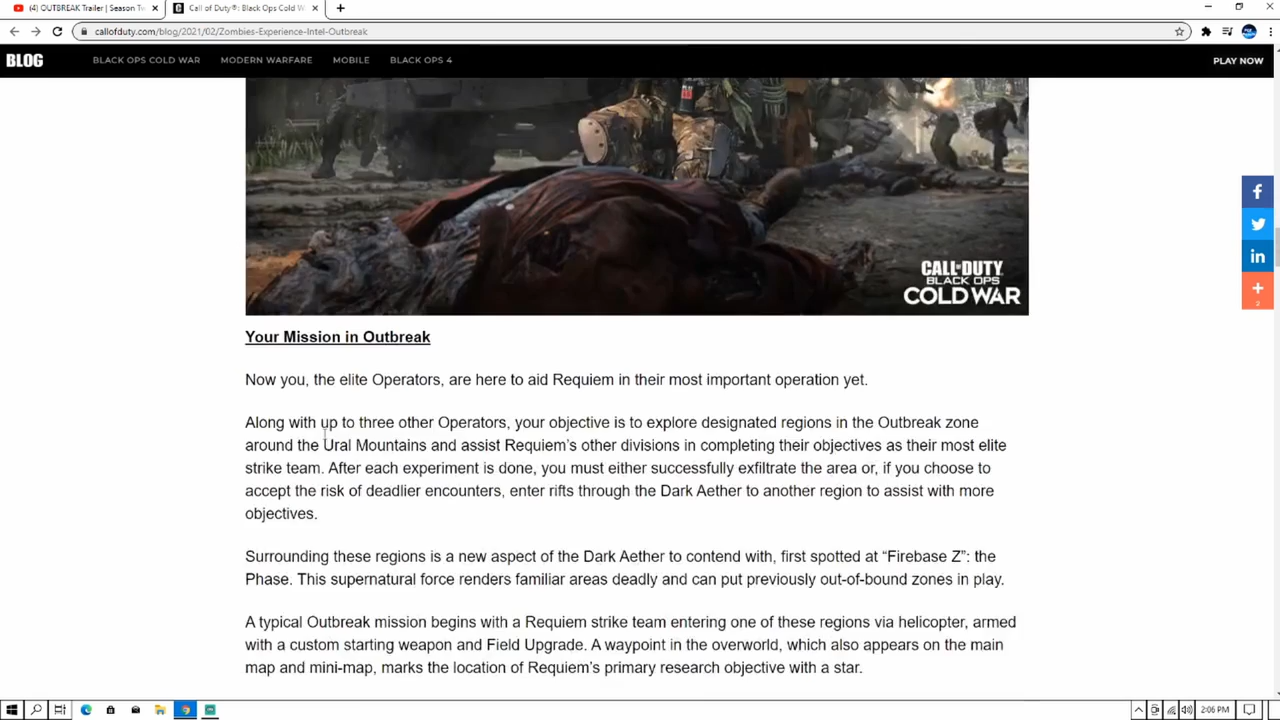 (4) OUTBREAK Trailer | Season Tw
Call of Duty®: Black Ops Cold W
callofduty.com/blog/2021/02/Zombies-Experience-Intel-Outbreak
BLOG
BLACK OPS COLD WAR
MODERN WARFARE
MOBILE
BLACK OPS 4
PLAY NOW
CALL OF DUTY
BLACK OPS
COLD WAR
2
Your Mission in Outbreak
Now you, the elite Operators, are here to aid Requiem in their most important operation yet.
Along with up to three other Operators, your objective is to explore designated regions in the Outbreak zone
around the Ural Mountains and assist Requiem's other divisions in completing their objectives as their most elite
strike team. After each experiment is done, you must either successfully exfiltrate the area or, if you choose to
accept the risk of deadlier encounters, enter rifts through the Dark Aether to another region to assist with more
objectives.
Surrounding these regions is a new aspect of the Dark Aether to contend with, first spotted at “Firebase Z”: the
Phase. This supernatural force renders familiar areas deadly and can put previously out-of-bound zones in play.
A typical Outbreak mission begins with a Requiem strike team entering one of these regions via helicopter, armed
with a custom starting weapon and Field Upgrade. A waypoint in the overworld, which also appears on the main
map and mini-map, marks the location of Requiem's primary research objective with a star.
2:06 PM